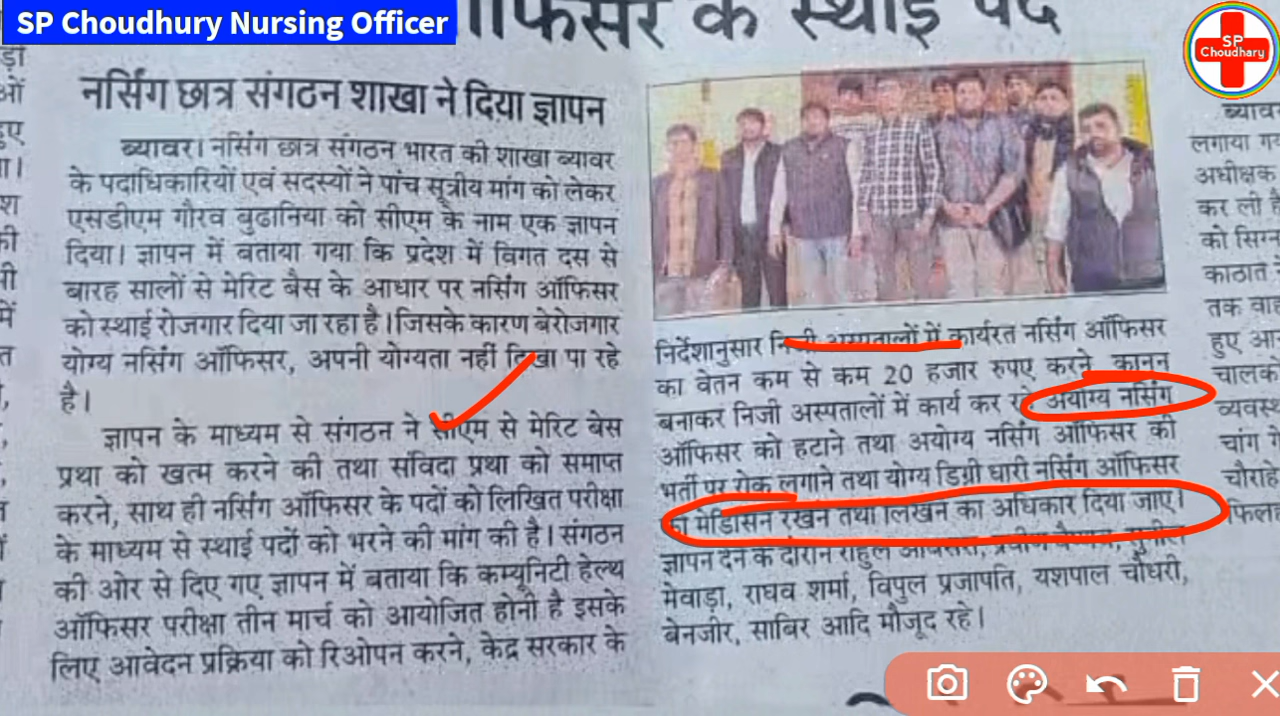 SP Choudhury Nursing Officer
SP
Choudhary
ऑफिसर के स्थाई पद
नर्सिंग छात्र संगठन शाखा ने दिया ज्ञापन
ब्यावर। नर्सिंग छात्र संगठन भारत की शाखा ब्यावर
के पदाधिकारियों एवं सदस्यों ने पांच सूत्रीय मांग को लेकर
एसडीएम गौरव बुढानिया को सीएम के नाम एक ज्ञापन
दिया। ज्ञापन में बताया गया कि प्रदेश में विगत दस से
बारह सालों से मेरिट बैस के आधार पर नर्सिंग ऑफिसर
को स्थाई रोजगार दिया जा रहा है।जिसके कारण बेरोजगार
योग्य नर्सिंग ऑफिसर, अपनी योग्यता नहीं दिखा पा रहे
है।
ज्ञापन के माध्यम से संगठन ने सीएम से मेरिट बेस
प्रथा को खत्म करने की तथा संविदा प्रथा को समाप्त
करने, साथ ही नर्सिंग ऑफिसर के पदों को लिखित परीक्षा
के माध्यम से स्थाई पदों को भरने की मांग की है। संगठन
की ओर से दिए गए ज्ञापन में बताया कि कम्यूनिटी हेल्थ
ऑफिसर परीक्षा तीन मार्च को आयोजित होनी है इसके
लिए आवेदन प्रक्रिया को रिओपन करने, केंद्र सरकार के
निर्देशानुसार निजी अस्पतालों में कार्यरत नर्सिंग ऑफिसर
का वेतन कम से कम 20 हजार रुपए करने, कानून
बनाकर निजी अस्पतालों में कार्य कर रहे अयोग्य नर्सिंग
ऑफिसर को हटाने तथा अयोग्य नर्सिंग ऑफिसर की
भर्ती पर रोक लगाने तथा योग्य डिग्री धारी नर्सिंग ऑफिसर
को मेडिसिन रखने तथा लिखने का अधिकार दिया जाए।
ज्ञापन देने के दौरान राहुल
मेवाड़ा, राघव शर्मा, विपुल प्रजापति, यशपाल चौधरी,
बेनजीर, साबिर आदि मौजूद रहे।
ब्यावर
लगाया
अधीक्षक
कर ली
को
काठात
तक
हुए
चालक
चांग